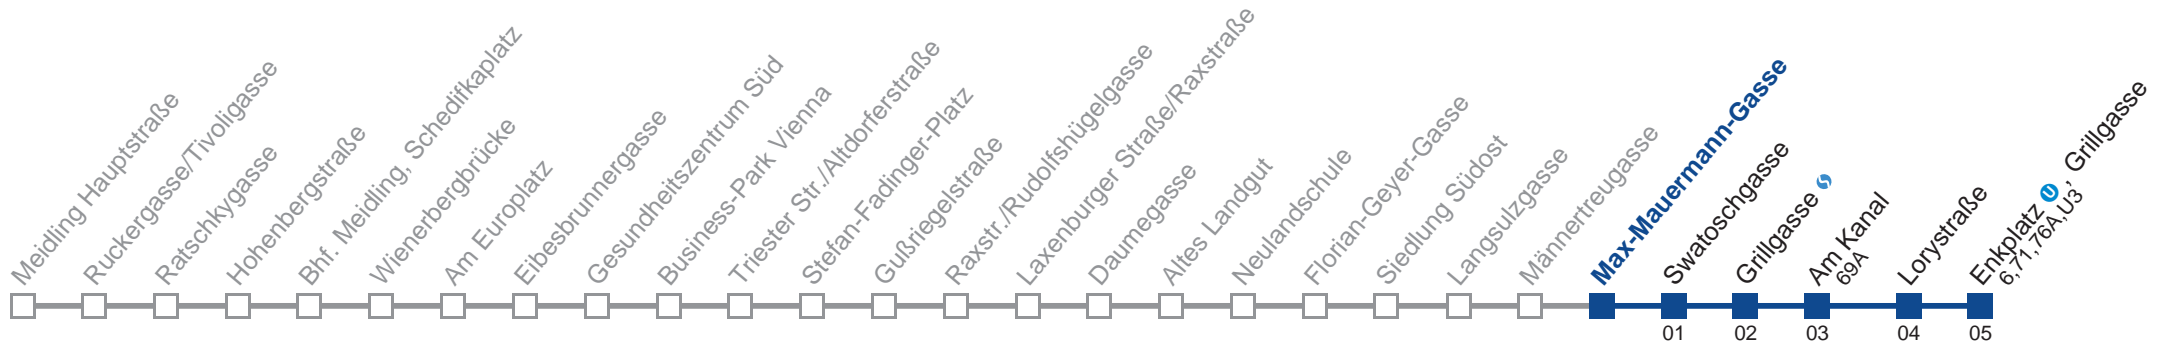 Meidling Hauptstraße
Ruckergasse/Tivoligasse
Ratschkygasse
Hohenbergstraße
Bhf. Meidling, Schedifkaplatz
Wienerbergbrücke
Am Europlatz
Eibesbrunnergasse
Gesundheitszentrum Süd
Business-Park Vienna
Triester Str./Altdorferstraße
Stefan-Fadinger-Platz
Gußriegelstraße
Raxstr./Rudolfshügelgasse
Laxenburger Straße/Raxstraße
Daumegasse
Altes Landgut
Neulandschule
Florian-Geyer-Gasse
Siedlung Südost
Langsulzgasse
Männertreugasse
Max-Mauermann-Gasse
Swatoschgasse
01
Grillgasse S
02
Am Kanal
69A
03
Lorystraße
04
Enkplatz U , Grillgasse
6,71,76A,U3
05